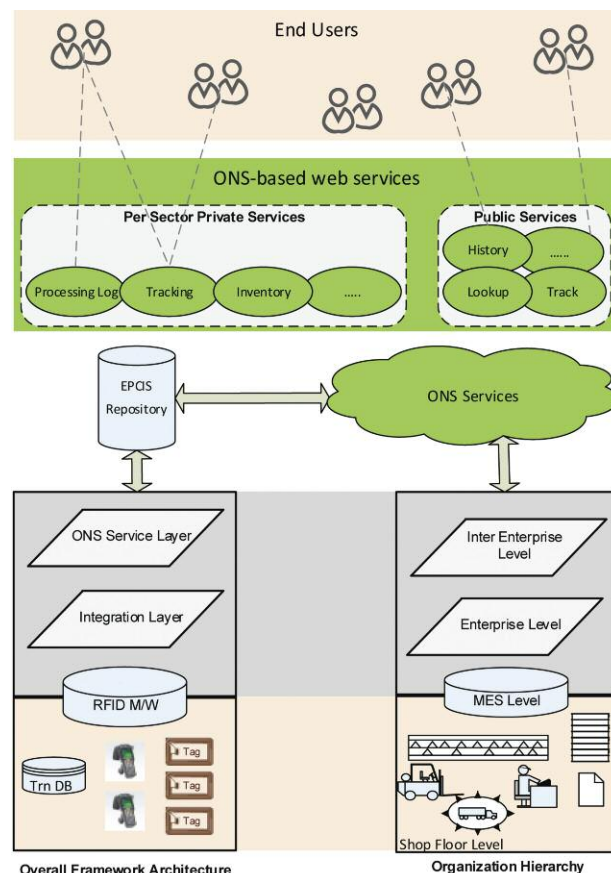 End Users
ONS-based web services
Per Sector Private Services
Public Services
History
......
Processing Log
Tracking
Inventory
.....
Lookup
Track
EPCIS
Repository
ONS Services
ONS Service Layer
Inter Enterprise
Level
Integration Layer
Enterprise Level
RFID M/W
MES Level
Tag
Trn DB
Tag
Tag
Shop Floor Level
Overall Framework Architecture
Organization Hierarchy